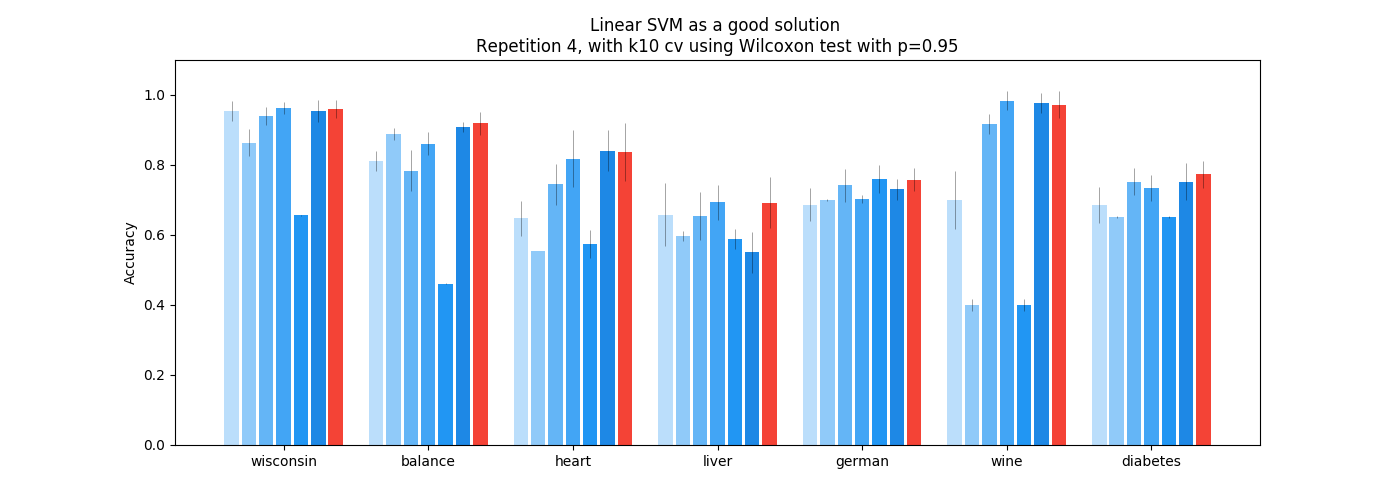 Linear SVM as a good solution
Repetition 4, with k10 cv using Wilcoxon test with p=0.95
Accuracy
1.0
0.8
0.6
0.4
0.2
0.0
wisconsin balance heart liver german wine diabetes